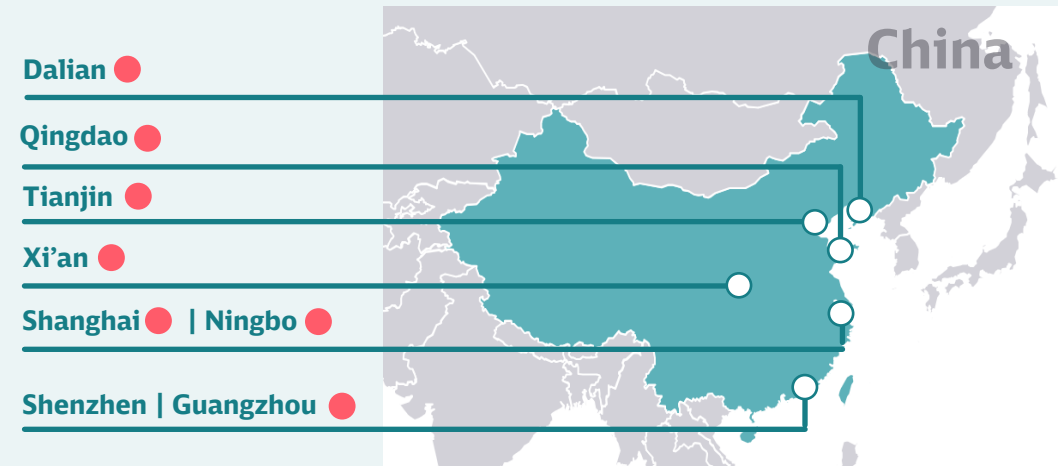 China
Dalian
Qingdao
Tianjin
Xi’an
Shanghai | Ningbo
Shenzhen | Guangzhou